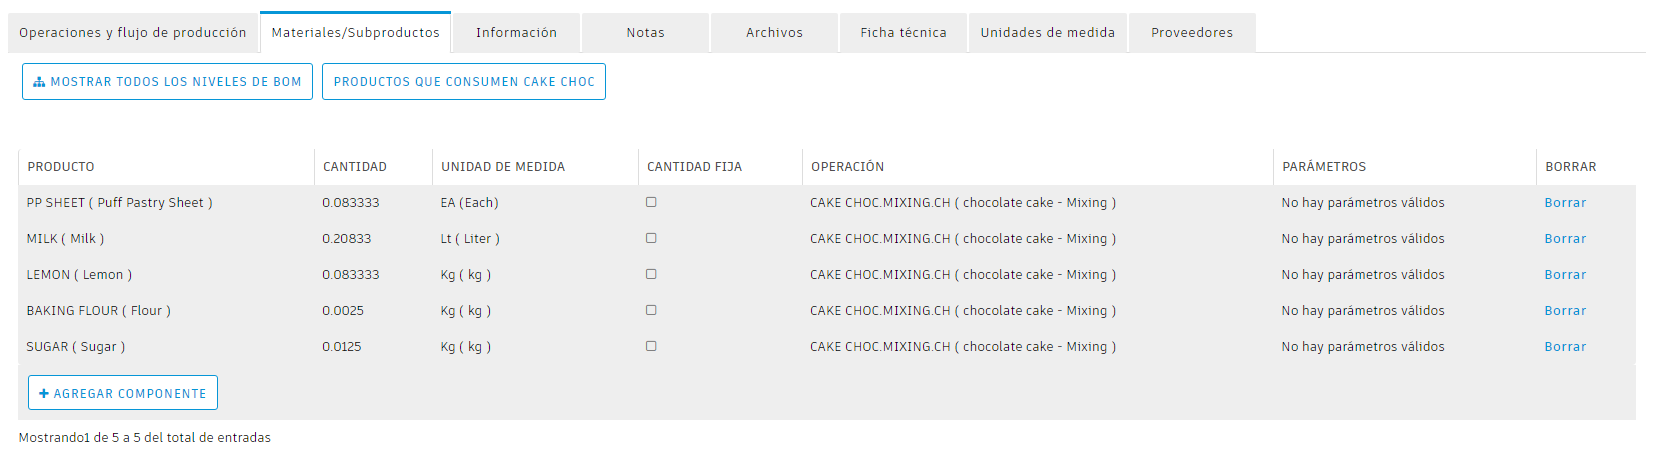 Operaciones y flujo de producción Materiales/Subproductos Información Notas Archivos Ficha técnica Unidades de medida Proveedores
MOSTRAR TODOS LOS NIVELES DE BOM PRODUCTOS QUE CONSUMEN CAKE CHOC
PRODUCTO CANTIDAD UNIDAD DE MEDIDA CANTIDAD FIJA OPERACIÓN PARÁMETROS BORRAR
PP SHEET ( Puff Pastry Sheet ) 0.083333 EA (Each) CAKE CHOC.MIXING.CH ( chocolate cake - Mixing ) No hay parámetros válidos Borrar
MILK ( Milk ) 0.20833 Lt ( Liter ) CAKE CHOC.MIXING.CH ( chocolate cake - Mixing ) No hay parámetros válidos Borrar
LEMON ( Lemon ) 0.083333 Kg ( kg ) CAKE CHOC.MIXING.CH ( chocolate cake - Mixing ) No hay parámetros válidos Borrar
BAKING FLOUR ( Flour ) 0.0025 Kg ( kg ) CAKE CHOC.MIXING.CH ( chocolate cake - Mixing ) No hay parámetros válidos Borrar
SUGAR ( Sugar ) 0.0125 Kg ( kg ) CAKE CHOC.MIXING.CH ( chocolate cake - Mixing ) No hay parámetros válidos Borrar
+ AGREGAR COMPONENTE
Mostrando1 de 5 a 5 del total de entradas